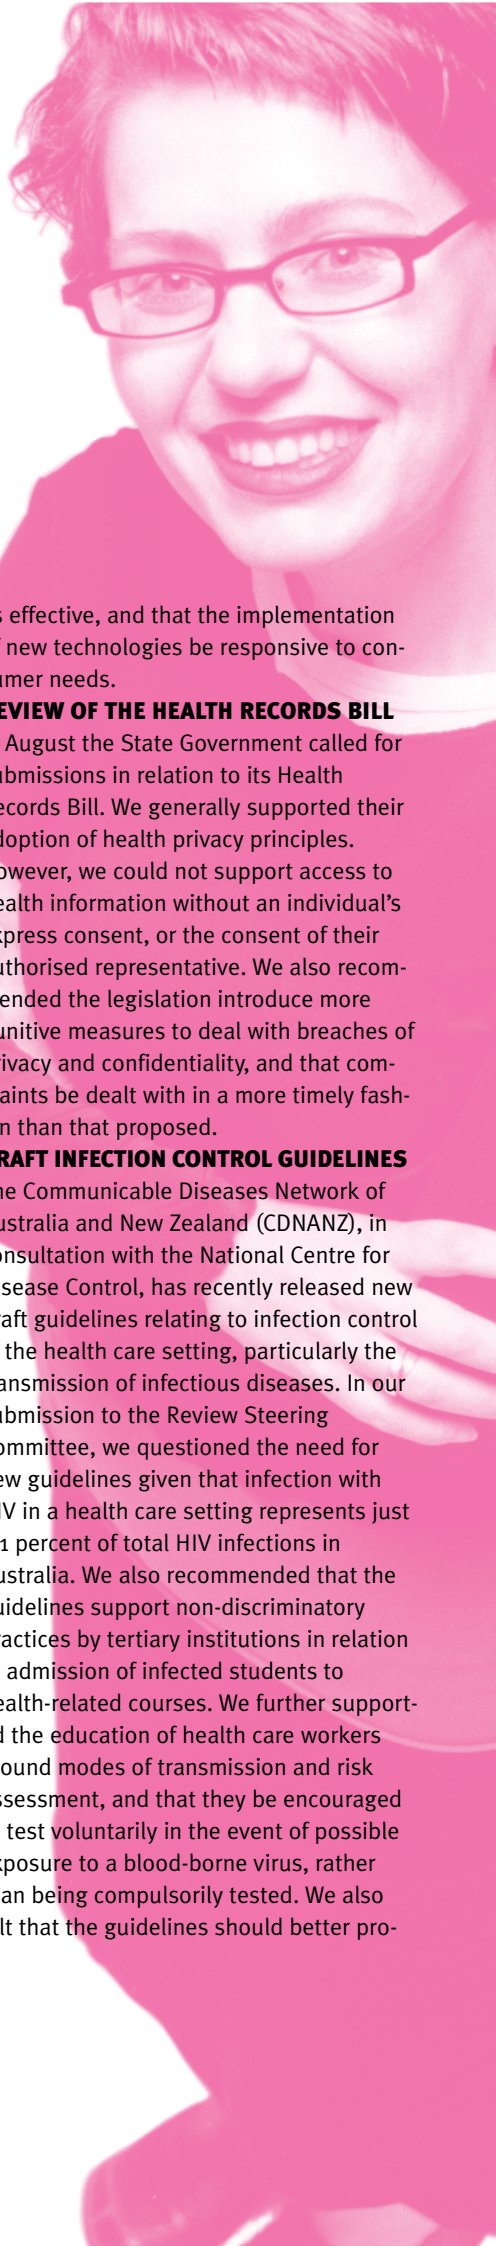 s effective, and that the implementation
f new technologies be responsive to con-
umer needs.
EVIEW OF THE HEALTH RECORDS BILL
August the State Government called for
ubmissions in relation to its Health
ecords Bill. We generally supported their
doption of health privacy principles.
owever, we could not support access to
ealth information without an individual’s
xpress consent, or the consent of their
uthorised representative. We also recom-
ended the legislation introduce more
unitive measures to deal with breaches of
rivacy and confidentiality, and that com-
aints be dealt with in a more timely fash-
n than that proposed.
RAFT INFECTION CONTROL GUIDELINES
he Communicable Diseases Network of
ustralia and New Zealand (CDNANZ), in
onsultation with the National Centre for
isease Control, has recently released new
raft guidelines relating to infection control
the health care setting, particularly the
ansmission of infectious diseases. In our
ubmission to the Review Steering
ommittee, we questioned the need for
ew guidelines given that infection with
IV in a health care setting represents just
1 percent of total HIV infections in
ustralia. We also recommended that the
uidelines support non-discriminatory
ractices by tertiary institutions in relation
admission of infected students to
ealth-related courses. We further support-
d the education of health care workers
ound modes of transmission and risk
ssessment, and that they be encouraged
test voluntarily in the event of possible
xposure to a blood-borne virus, rather
an being compulsorily tested. We also
lt that the guidelines should better pro-